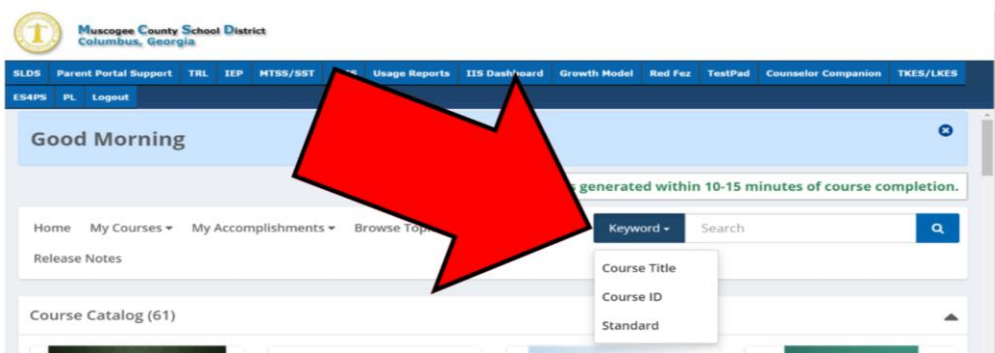 Muscogee County School District
Columbus, Georgia
SLDS Parent Portal Support TRL IEP MTSS/SST Usage Reports IIS Dashboard Growth Model Red Fez TestPad Counselor Companion TKES/LKES
ES4PS PL Logout
Good Morning
generated within 10-15 minutes of course completion.
Home My Courses My Accomplishments Browse Keyword Search
Release Notes
Course Title
Course ID
Standard
Course Catalog (61)